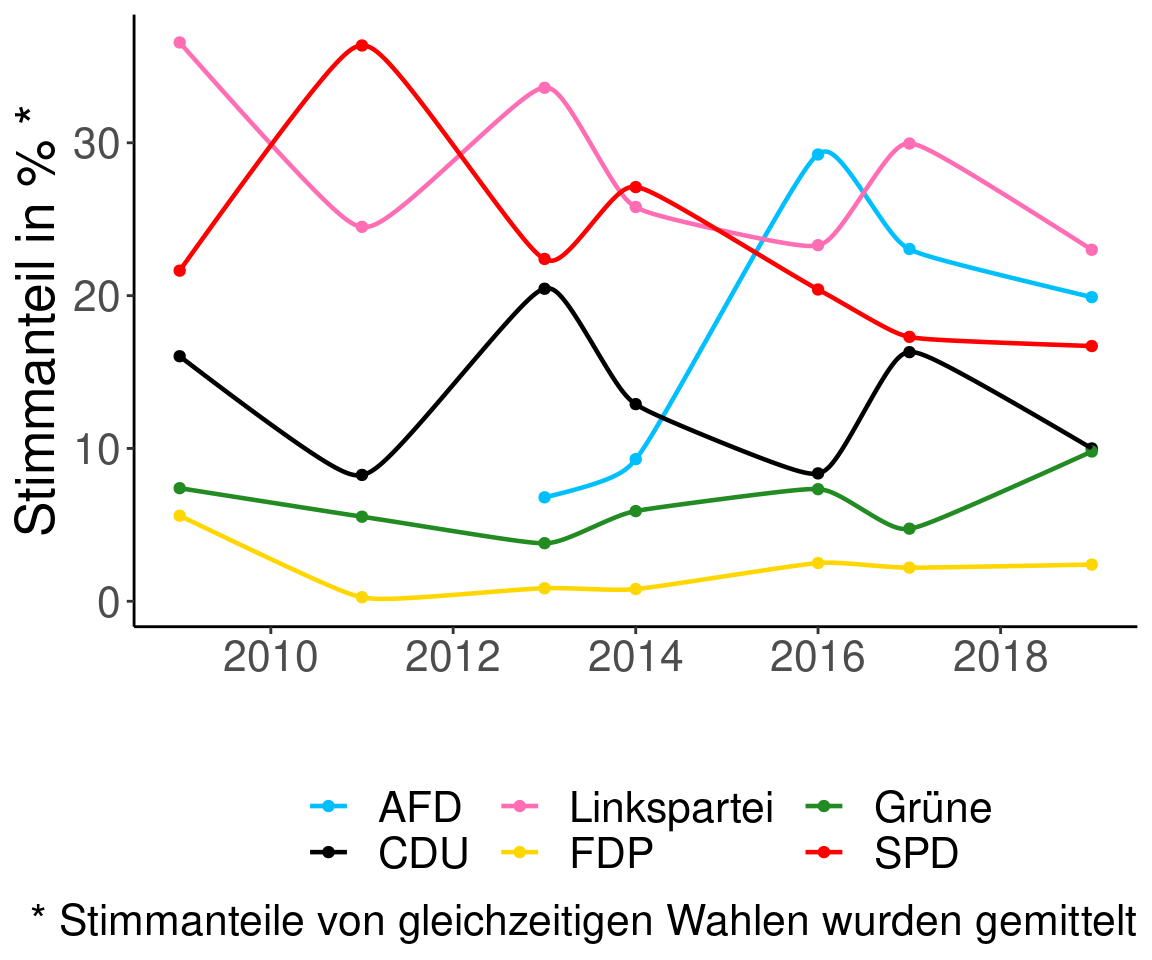 Stimmanteil in % *
30
20
10
0
2010 2012 2014 2016 2018
AFD Linkspartei Grüne
CDU FDP SPD
* Stimmanteile von gleichzeitigen Wahlen wurden gemittelt